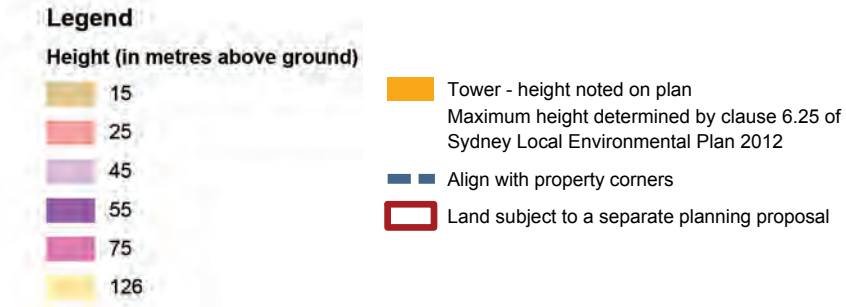 Legend
Height (in metres above ground)
15
25
45
55
75
126
Tower - height noted on plan
Maximum height determined by clause 6.25 of
Sydney Local Environmental Plan 2012
Align with property corners
Land subject to a separate planning proposal